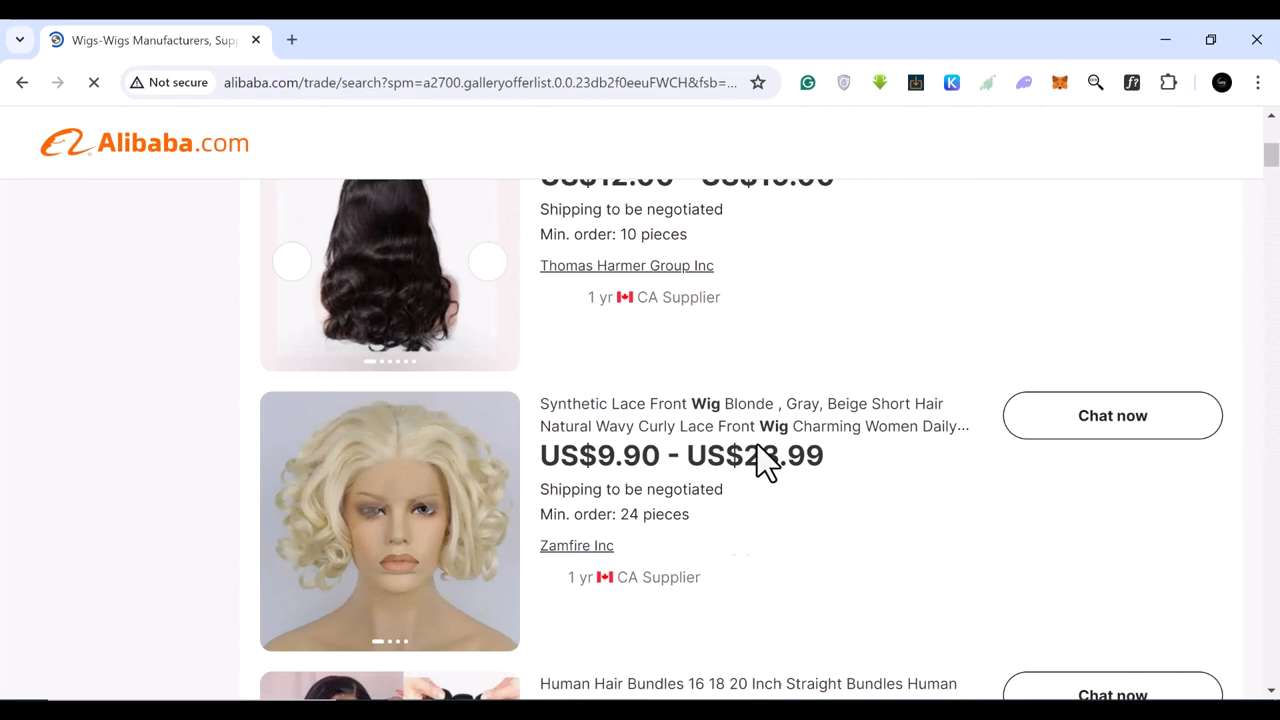 Wigs-Wigs Manufacturers, Sup
Not secure
alibaba.com/trade/search?spm=a2700.galleryofferlist.0.0.23db2f0eeuFWCH&fsb=...
Alibaba.com
Shipping to be negotiated
Min. order: 10 pieces
Thomas Harmer Group Inc
1 yr CA Supplier
Synthetic Lace Front Wig Blonde , Gray, Beige Short Hair
Natural Wavy Curly Lace Front Wig Charming Women Daily...
Chat now
US$9.90 - US$23.99
Shipping to be negotiated
Min. order: 24 pieces
Zamfire Inc
1 yr CA Supplier
Human Hair Bundles 16 18 20 Inch Straight Bundles Human
Chat now